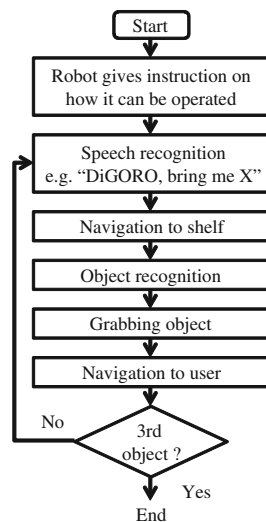 Start
Robot gives instruction on
how it can be operated
Speech recognition
e.g. “DiGORO, bring me X”
Navigation to shelf
Object recognition
Grabbing object
Navigation to user
No
3rd
object ?
Yes
End